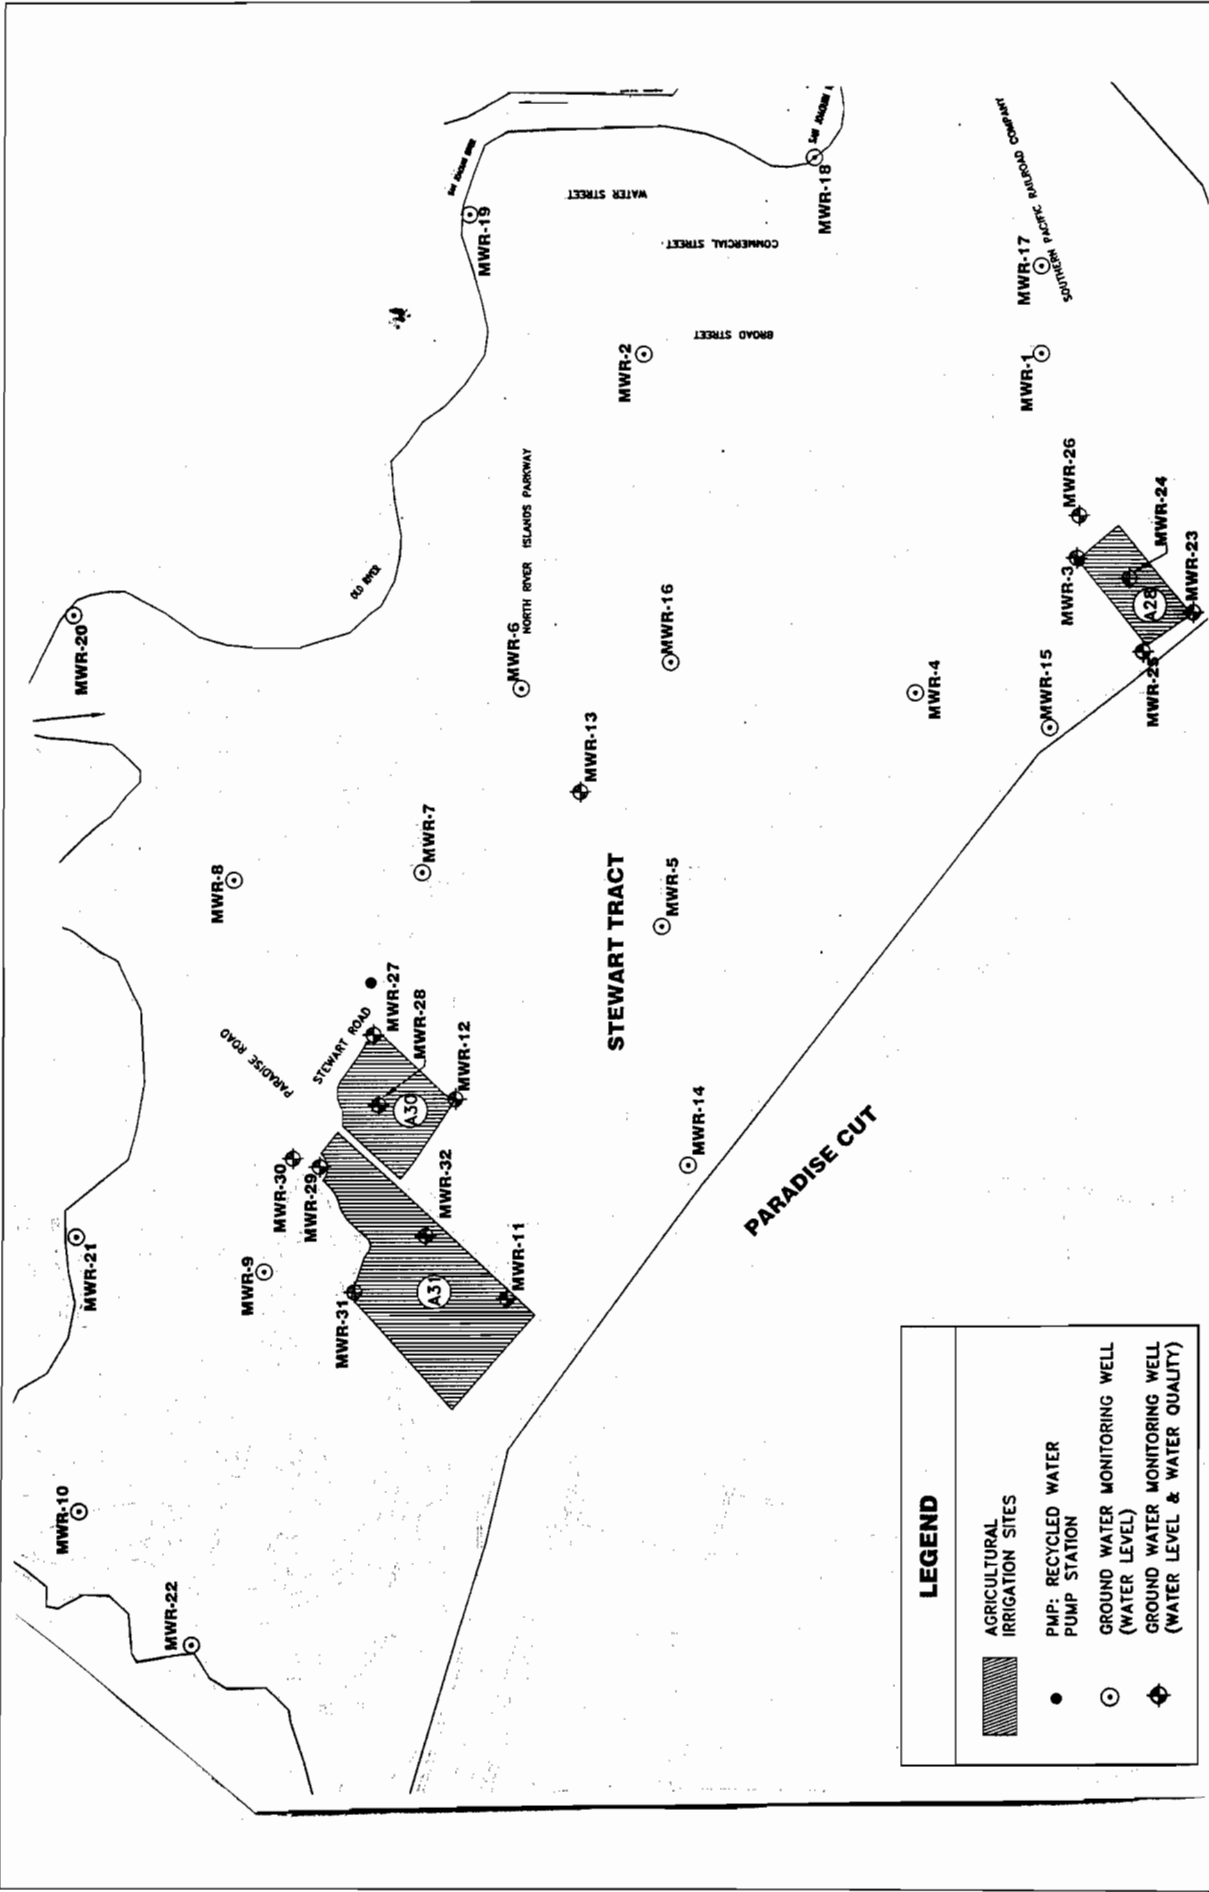 MWR-10
MWR-22
MWR-21
MWR-9
MWR-30
MWR-29
MWR-31
A31
MWR-32
MWR-11
PARADISE ROAD
STEWART ROAD
MWR-27
MWR-28
A30
MWR-12
MWR-8
MWR-7
MWR-20
OLD RIVER
MWR-6
NORTH RIVER ISLANDS PARKWAY
MWR-13
MWR-19
SAN JOAQUIN RIVER
WATER STREET
COMMERCIAL STREET
BROAD STREET
MWR-2
MWR-18
SAN JOAQUIN R
STEWART TRACT
MWR-5
MWR-16
MWR-14
PARADISE CUT
MWR-4
MWR-15
MWR-17
SOUTHERN PACIFIC RAILROAD COMPANY
MWR-1
MWR-26
MWR-3
MWR-24
A28
MWR-25
MWR-23
LEGEND
AGRICULTURAL
IRRIGATION SITES
PMP: RECYCLED WATER
PUMP STATION
GROUND WATER MONITORING WELL
(WATER LEVEL)
GROUND WATER MONITORING WELL
(WATER LEVEL & WATER QUALITY)